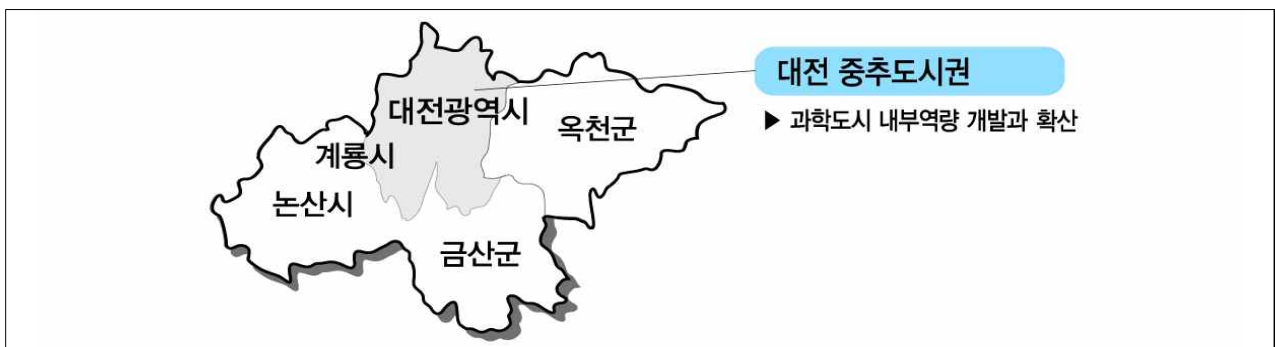 대전 중추도시권
▶ 과학도시 내부역량 개발과 확산
대전광역시
옥천군
계룡시
논산시
금산군